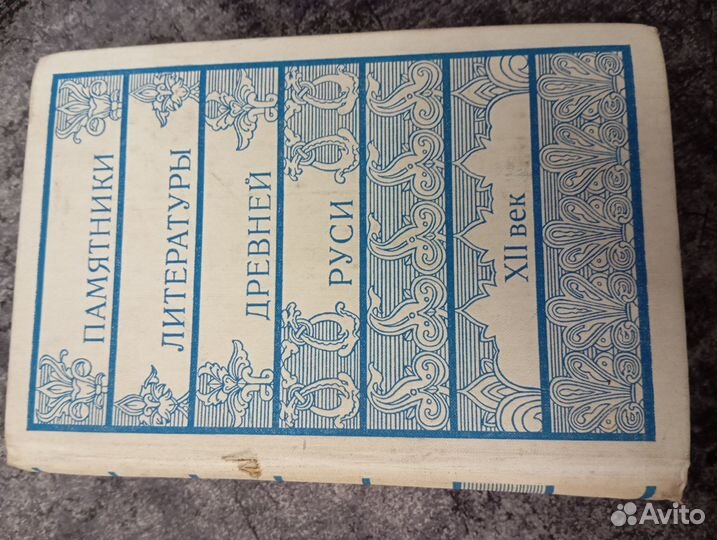 ПАМЯТНИКИ
ЛИТЕРАТУРЫ
ДРЕВНЕЙ
РУСИ
XII век
Avito